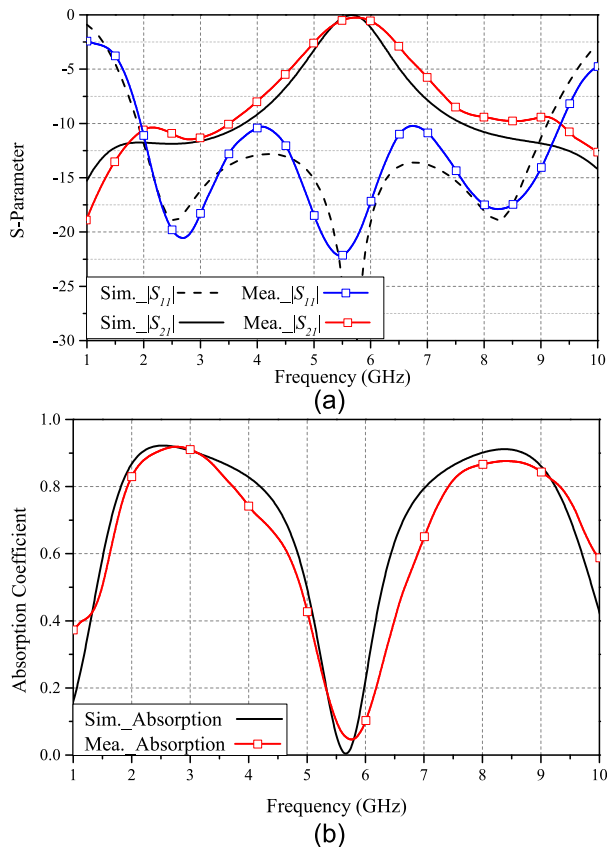 0
-5
-10
-15
-20
-25
-30
S-Parameter
Sim._|S11| Mea._|S11|
Sim._|S21| Mea._|S21|
1 2 3 4 5 6 7 8 9 10
Frequency (GHz)
(a)
1.0
0.8
0.6
0.4
0.2
0.0
Absorption Coefficient
Sim._Absorption
Mea._Absorption
1 2 3 4 5 6 7 8 9 10
Frequency (GHz)
(b)